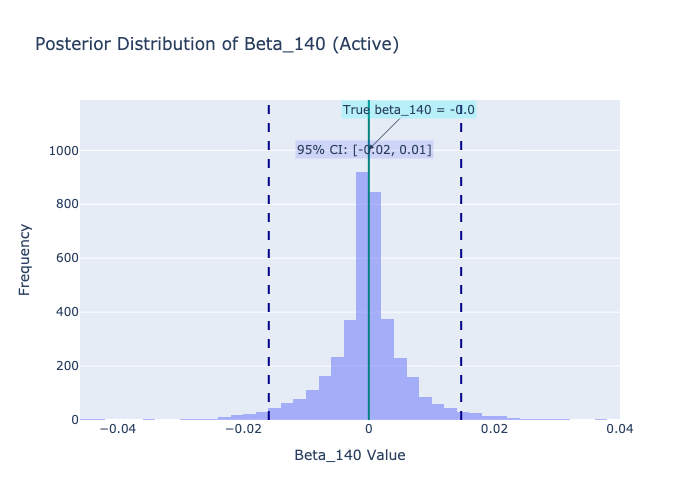 Posterior Distribution of Beta_140 (Active)
True beta_140 = -0.0
95% CI: [-0.02, 0.01]
1000
800
600
400
200
0
Frequency
−0.04
−0.02
0
0.02
0.04
Beta_140 Value